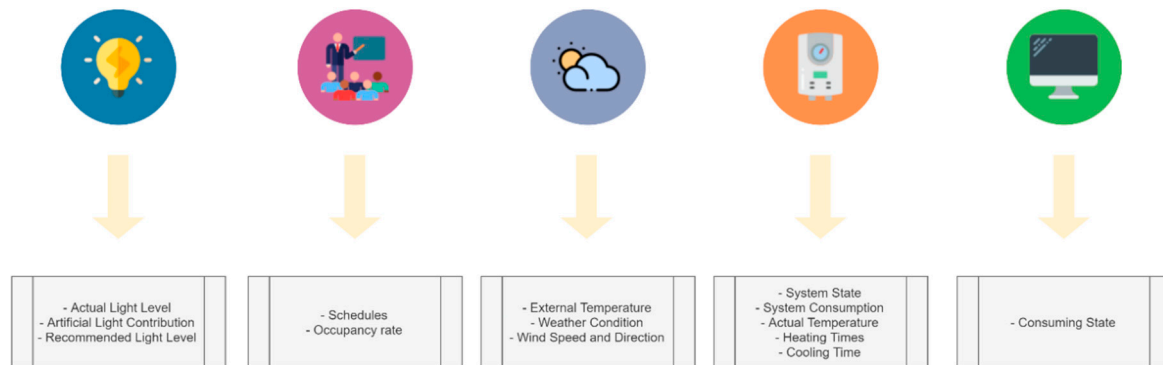 - Actual Light Level
- Artificial Light Contribution
- Recommended Light Level
- Schedules
- Occupancy rate
- External Temperature
- Weather Condition
- Wind Speed and Direction
- System State
- System Consumption
- Actual Temperature
- Heating Times
- Cooling Time
- Consuming State